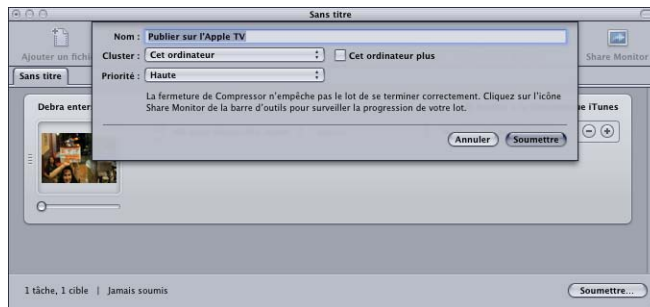 Sans titre
Ajouter un fichi
Share Monitor
Nom : Publier sur l'Apple TV
Cluster : Cet ordinateur
Cet ordinateur plus
Priorité : Haute
La fermeture de Compressor n'empêche pas le lot de se terminer correctement. Cliquez sur l'icône
Share Monitor de la barre d'outils pour surveiller la progression de votre lot.
Annuler
Soumettre
Sans titre
Debra enter
ue iTunes
1 tâche, 1 cible | Jamais soumis
Soumettre...